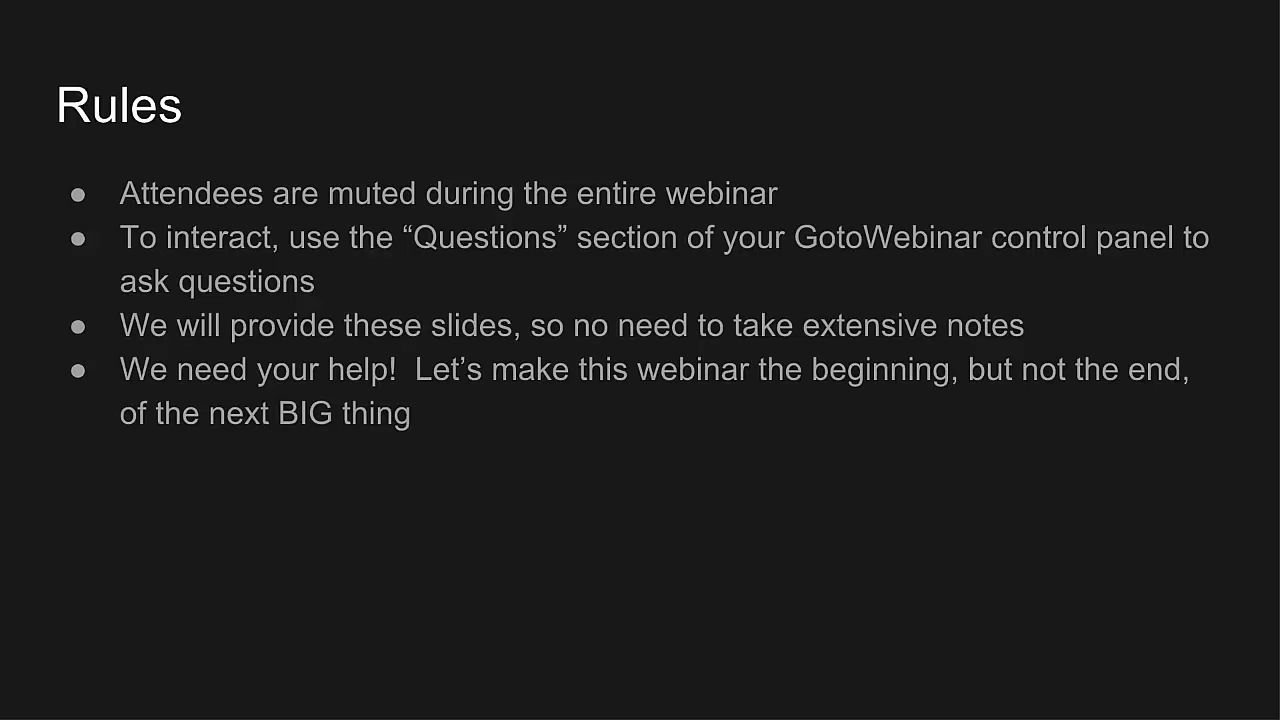 Rules
● Attendees are muted during the entire webinar
● To interact, use the “Questions” section of your GotoWebinar control panel to
ask questions
● We will provide these slides, so no need to take extensive notes
● We need your help!  Let’s make this webinar the beginning, but not the end,
of the next BIG thing